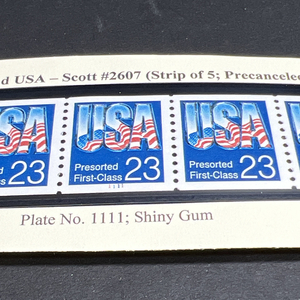 d USA – Scott #2607 (Strip of 5; Precancele
USA USA USA
23 Presorted First-Class 23 Presorted First-Class 23
1111
Plate No. 1111; Shiny Gum